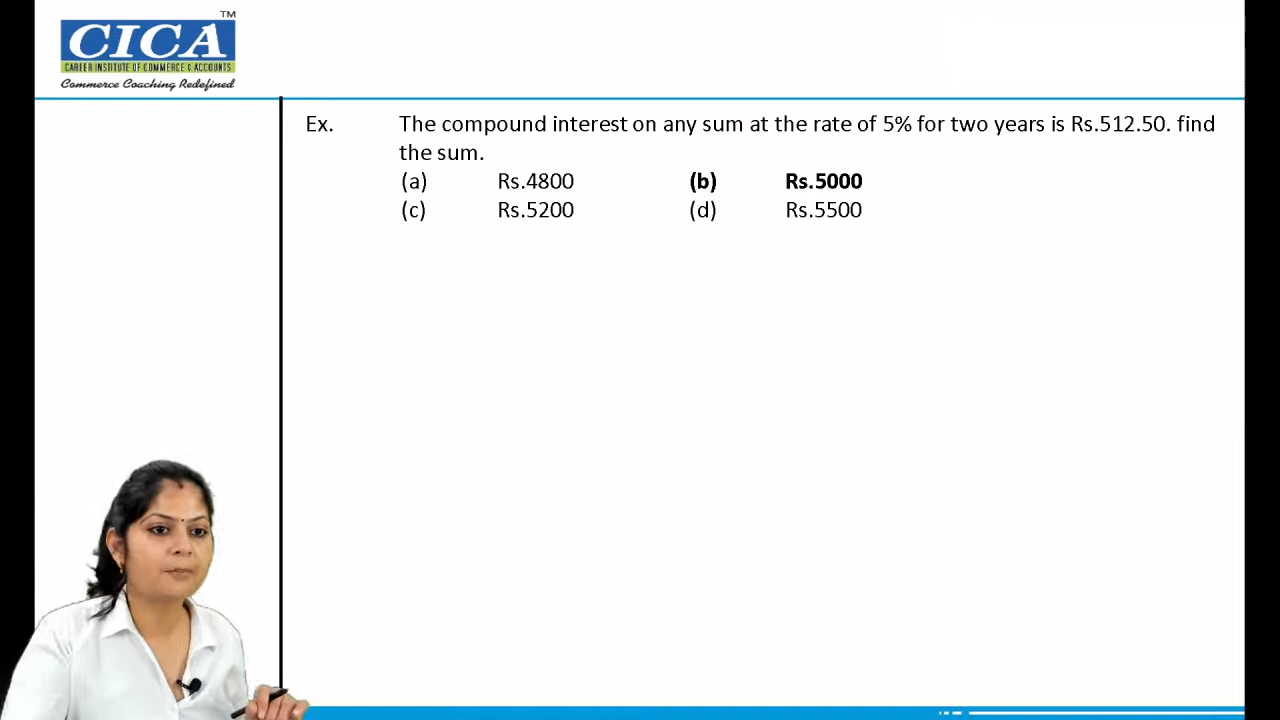 TM
CICA
CAREER INSTITUTE OF COMMERCE & ACCOUNTS
Commerce Coaching Redefined
Ex. The compound interest on any sum at the rate of 5% for two years is Rs.512.50. find
the sum.
(a) Rs.4800 (b) Rs.5000
(c) Rs.5200 (d) Rs.5500